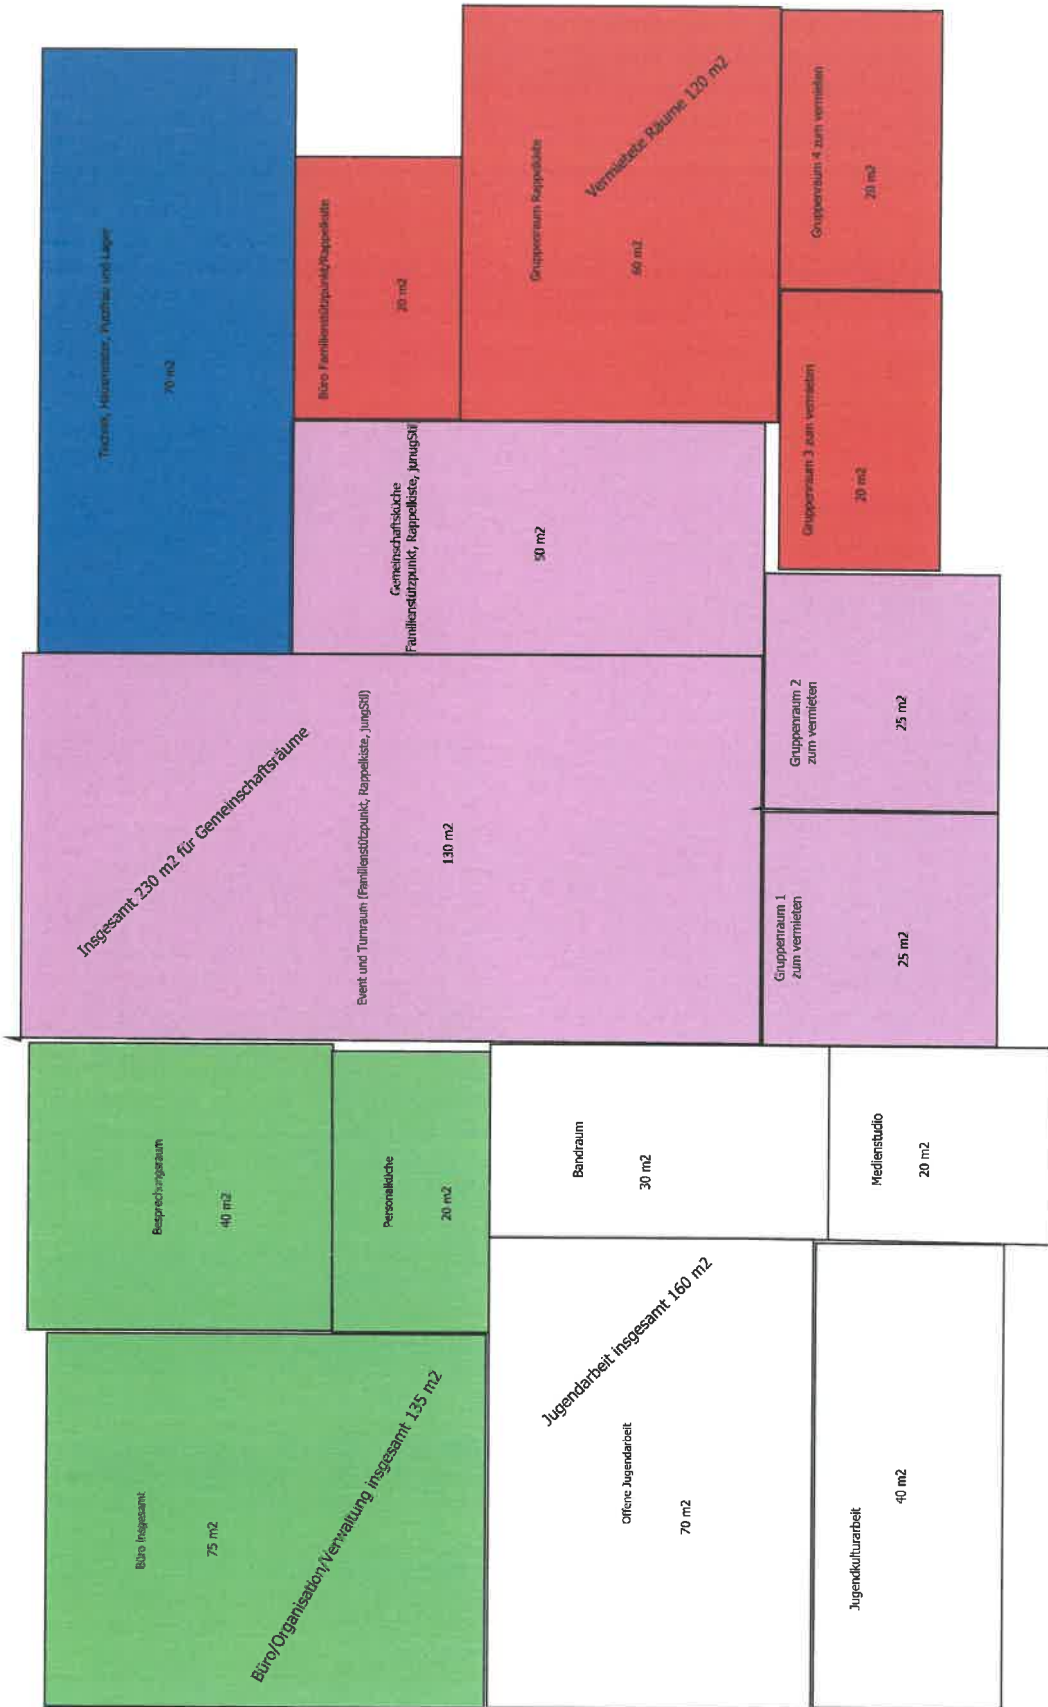 Technik, Hausmeister, Putzfrau und Lager
70 m2
Büro Familienstützpunkt/Rappelkiste
20 m2
Gruppenraum Rappelkiste
60 m2
Vermietete Räume 120 m2
Gruppenraum 4 zum vermieten
20 m2
Gruppenraum 3 zum vermieten
20 m2
Gemeinschaftsküche
Familienstützpunkt, Rappelkiste, junugStil
50 m2
Insgesamt 230 m2 für Gemeinschaftsräume
Event und Turnraum (Familienstützpunkt, Rappelkiste, jungStil)
130 m2
Gruppenraum 2
zum vermieten
25 m2
Gruppenraum 1
zum vermieten
25 m2
Besprechungsraum
40 m2
Personalküche
20 m2
Bandraum
30 m2
Medienstudio
20 m2
Büro insgesamt
75 m2
Büro/Organisation/Verwaltung insgesamt 135 m2
Jugendarbeit insgesamt 160 m2
Offene Jugendarbeit
70 m2
Jugendkulturarbeit
40 m2